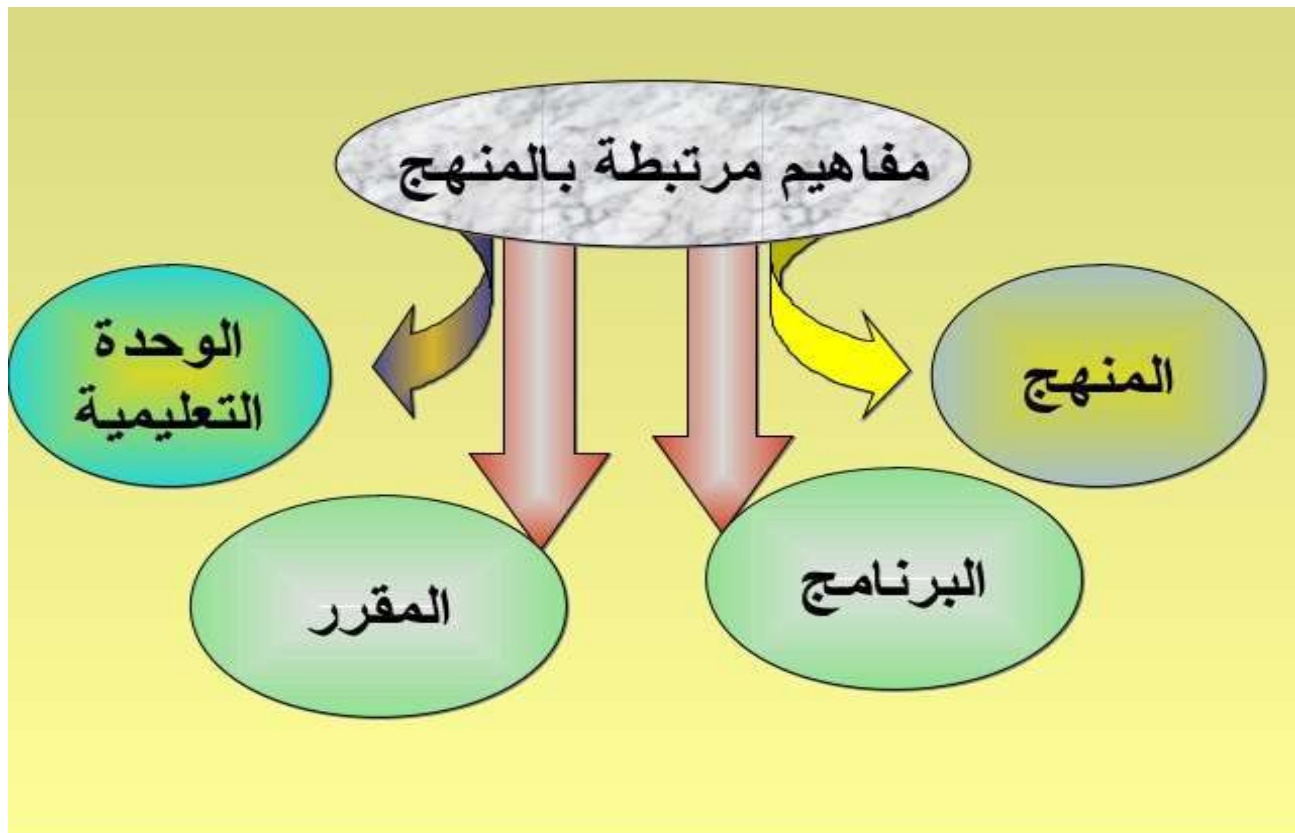 مفاهيم مرتبطة بالمنهج
المنهج
البرنامج
المقرر
الوحدة
التعليمية